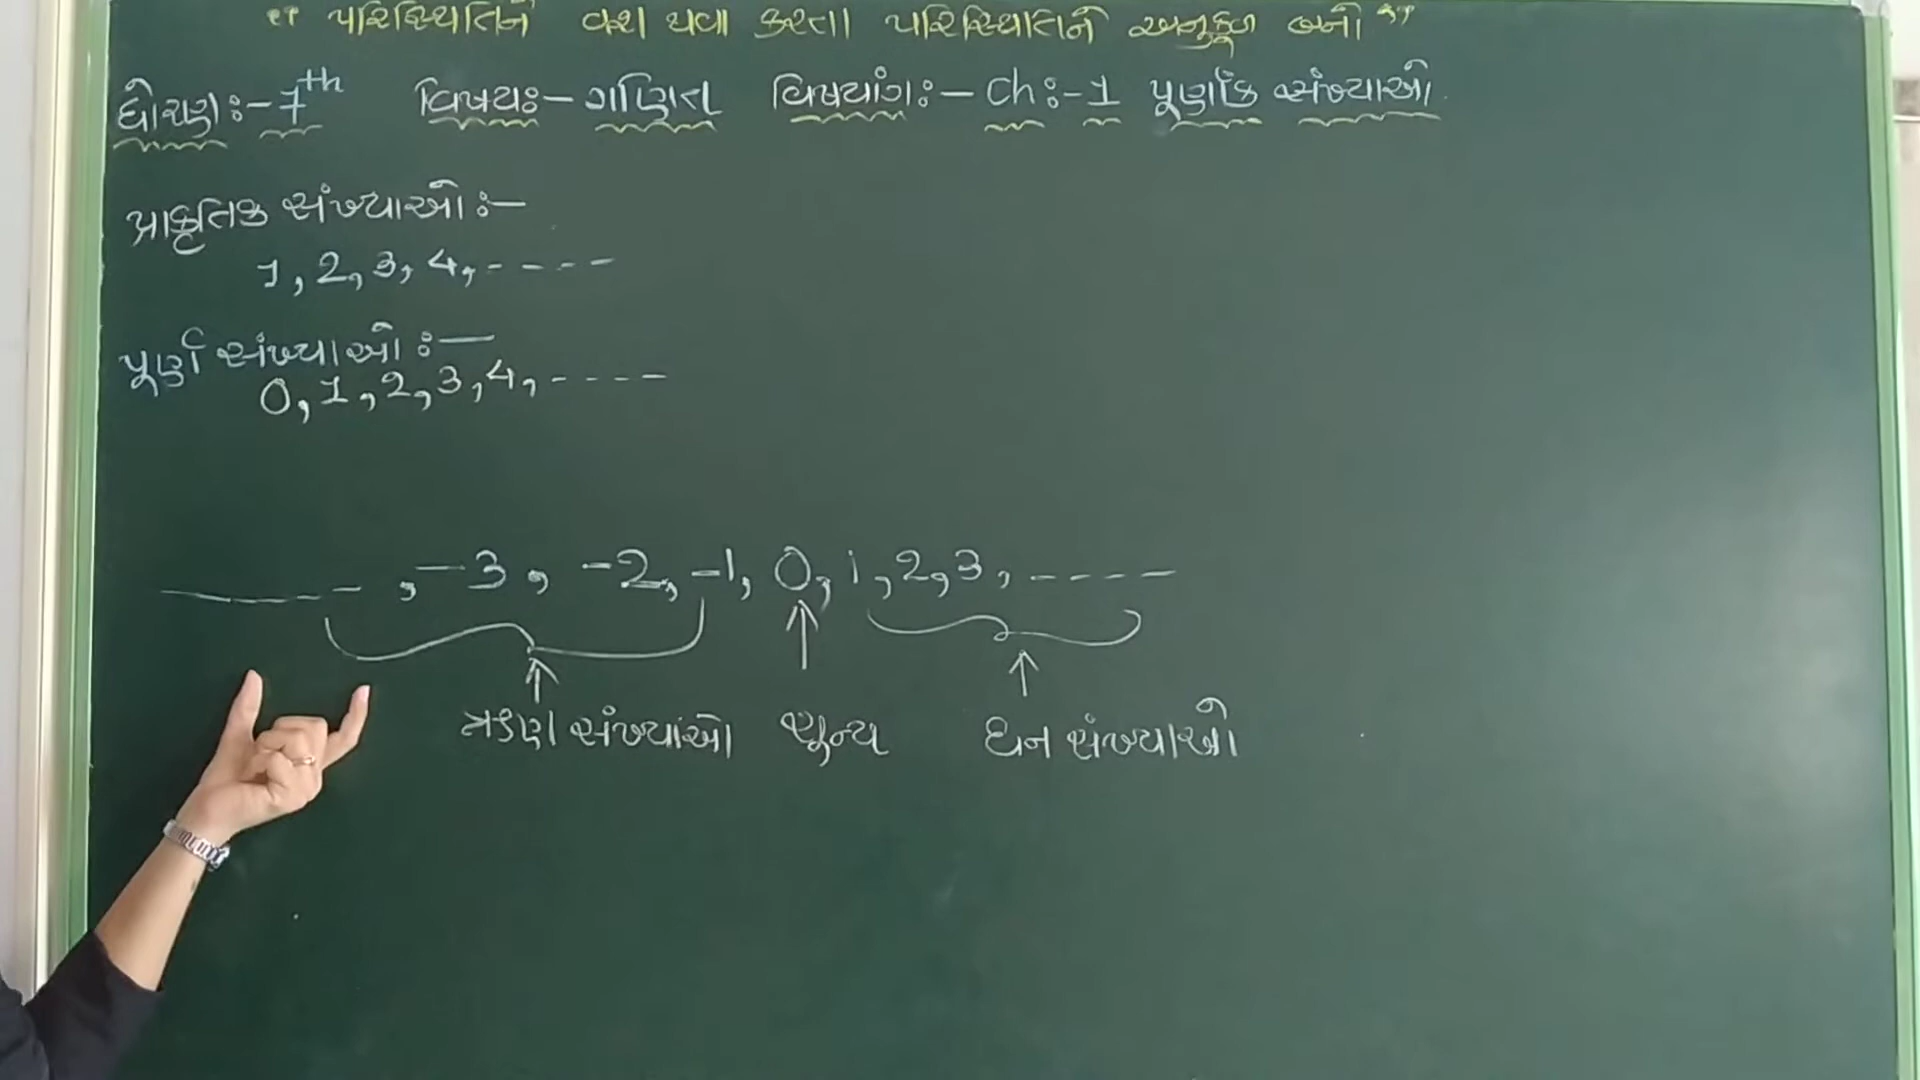 "પરિસ્થિતિને વશ થવા કરતા પરિસ્થિતિને અનુકૂળ બનો"
ધોરણ:- 7th વિષય:- ગણિત વિષયાંગ:- Ch:-1 પૂર્ણાંક સંખ્યાઓ.
પ્રાકૃતિક સંખ્યાઓ:-
1, 2, 3, 4, - - - -
પૂર્ણ સંખ્યાઓ:-
0, 1, 2, 3, 4, - - - -
- - - - - , -3, -2, -1, 0, 1, 2, 3, - - - -
ઋણ સંખ્યાઓ શૂન્ય ધન સંખ્યાઓ